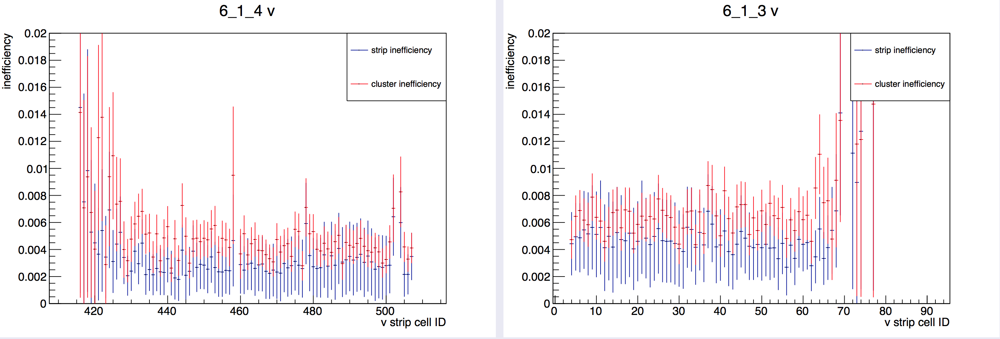 6_1_4 v
inefficiency
0.02
0.018
0.016
0.014
0.012
0.01
0.008
0.006
0.004
0.002
0
strip inefficiency
cluster inefficiency
420 440 460 480 500
v strip cell ID
6_1_3 v
inefficiency
0.02
0.018
0.016
0.014
0.012
0.01
0.008
0.006
0.004
0.002
0
strip inefficiency
cluster inefficiency
0 10 20 30 40 50 60 70 80 90
v strip cell ID